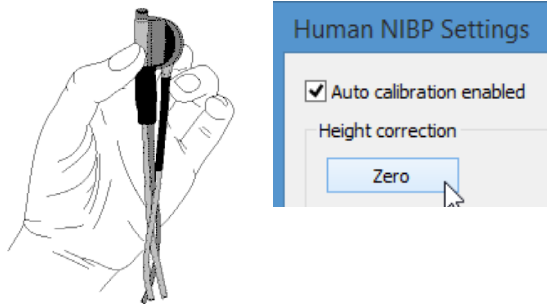 Human NIBP Settings
Auto calibration enabled
Height correction
Zero